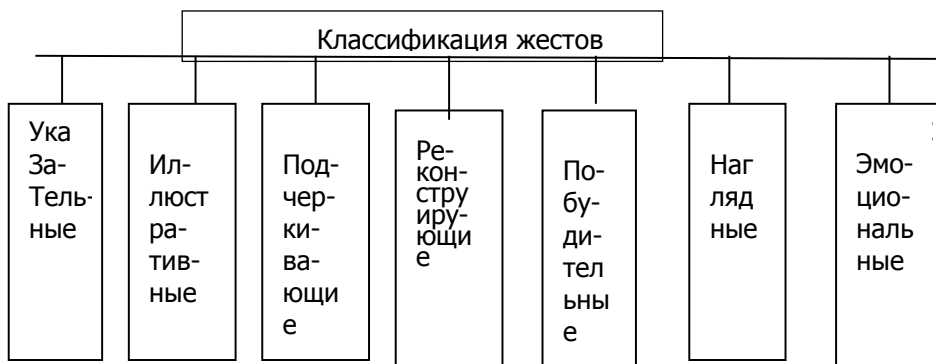 Классификация жестов
Ука
За-
Тель-
ные
Ил-
люст
ра-
тив-
ные
Под-
чер-
ки-
ва-
ющи
е
Ре-
кон-
стру
ирую-
ющи
е
По-
бу-
ди-
тел
ьны
е
Наг
ляд
ные
Эмо-
цио-
наль
ные